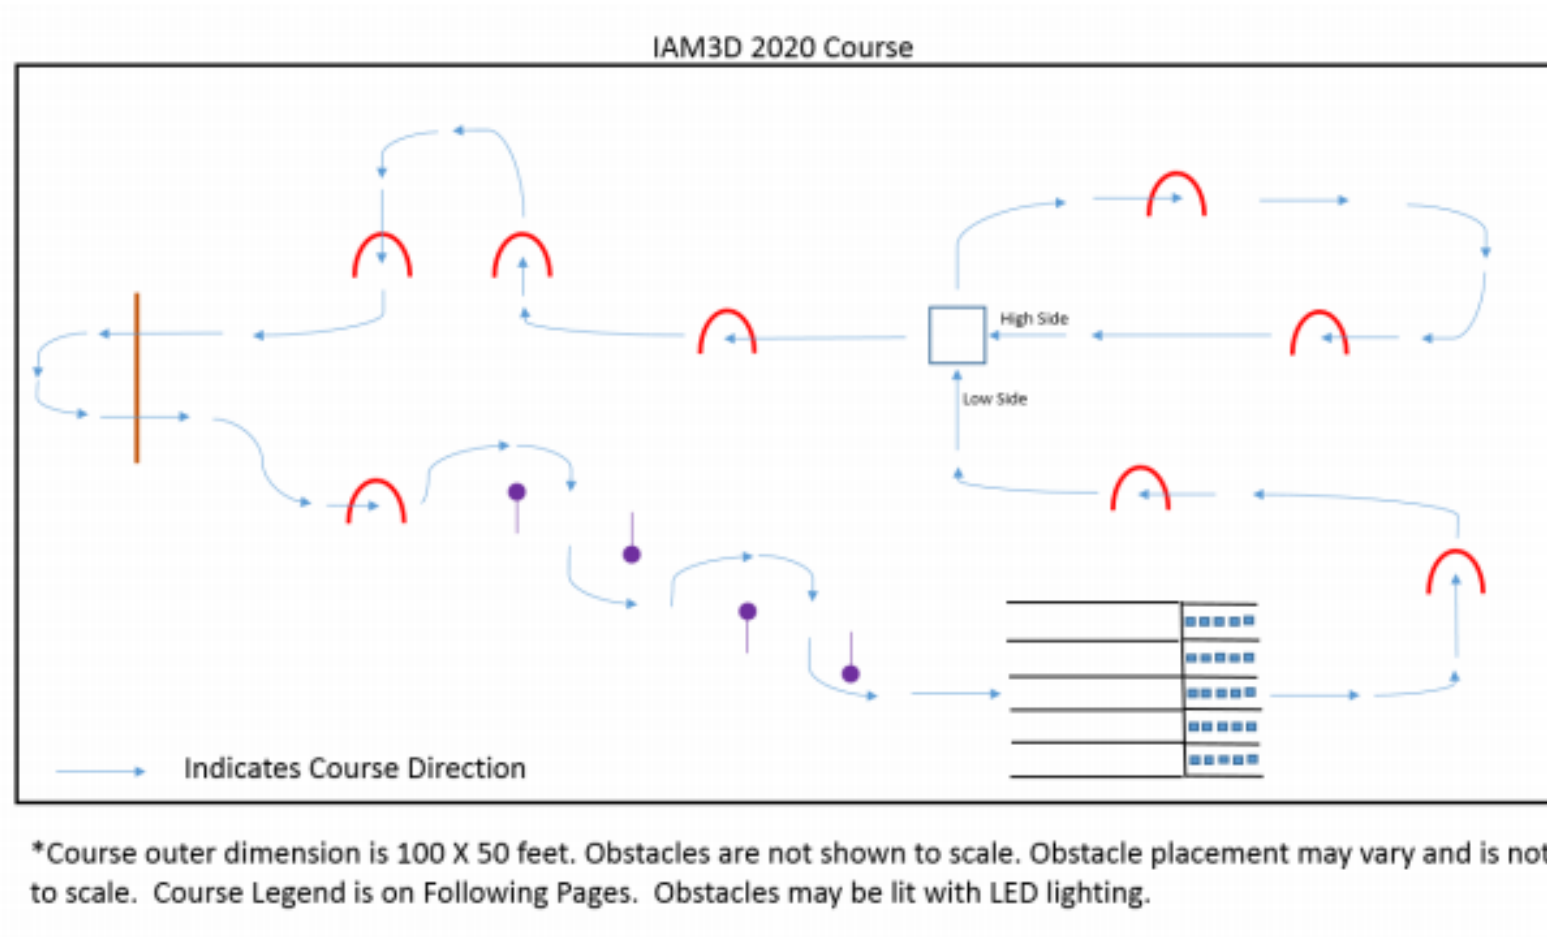 IAM3D 2020 Course
High Side
Low Side
Indicates Course Direction
*Course outer dimension is 100 X 50 feet. Obstacles are not shown to scale. Obstacle placement may vary and is not
to scale.  Course Legend is on Following Pages.  Obstacles may be lit with LED lighting.